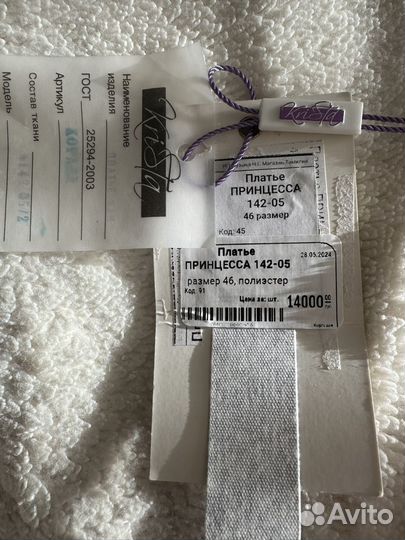 Krista
Наименование
изделия
ГОСТ 25294-2003
Артикул
Состав ткани
Модель
Krista
Платье
ПРИНЦЕССА
142-05
46 размер
Код: 45
Платье 28.05.2024
ПРИНЦЕССА 142-05
размер 46, полиэстер
Код: 91
Цена за: шт. 14000 00
Avito